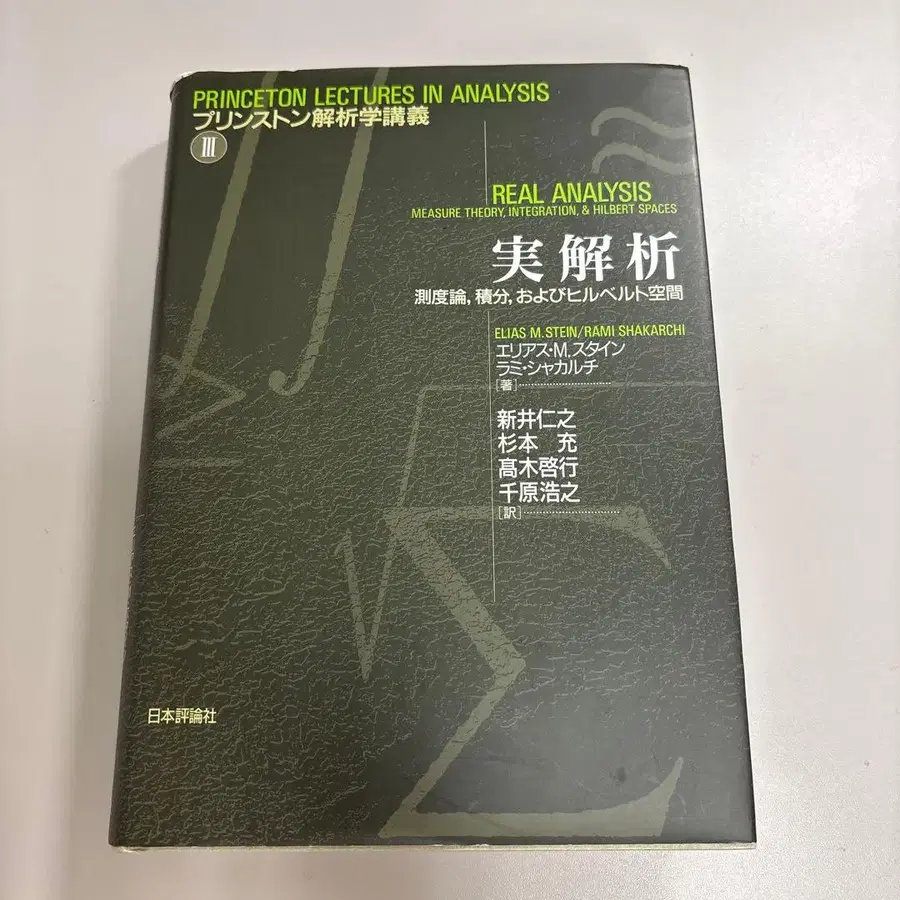 PRINCETON LECTURES IN ANALYSIS
プリンストン解析学講義
III
REAL ANALYSIS
MEASURE THEORY, INTEGRATION, & HILBERT SPACES
実解析
測度論, 積分, およびヒルベルト空間
ELIAS M. STEIN/RAMI SHAKARCHI
エリアス・M. スタイン
ラミ・シャカルチ
[著]
新井仁之
杉本 充
髙木啓行
千原浩之
[訳]
日本評論社